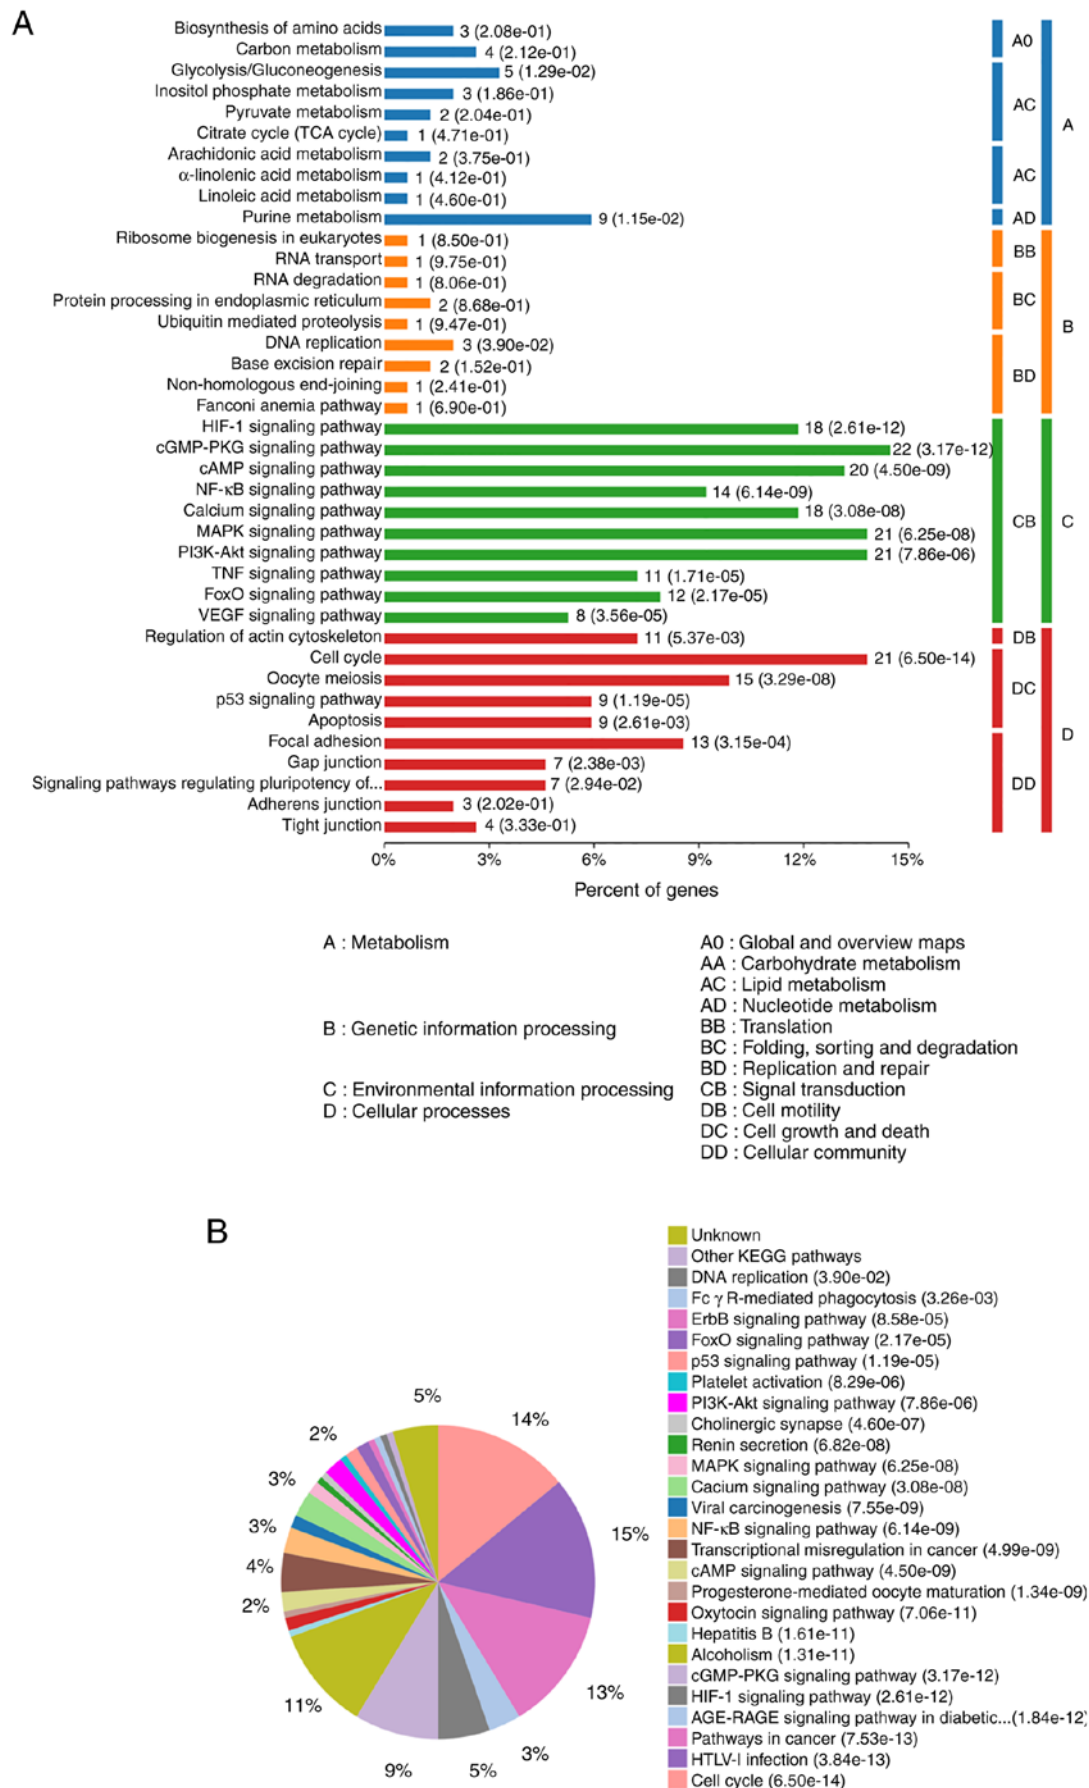 A
Biosynthesis of amino acids 3 (2.08e-01)
Carbon metabolism 4 (2.12e-01)
Glycolysis/Gluconeogenesis 5 (1.29e-02)
Inositol phosphate metabolism 3 (1.86e-01)
Pyruvate metabolism 2 (2.04e-01)
Citrate cycle (TCA cycle) 1 (4.71e-01)
Arachidonic acid metabolism 2 (3.75e-01)
α-linolenic acid metabolism 1 (4.12e-01)
Linoleic acid metabolism 1 (4.60e-01)
Purine metabolism 9 (1.15e-02)
Ribosome biogenesis in eukaryotes 1 (8.50e-01)
RNA transport 1 (9.75e-01)
RNA degradation 1 (8.06e-01)
Protein processing in endoplasmic reticulum 2 (8.68e-01)
Ubiquitin mediated proteolysis 1 (9.47e-01)
DNA replication 3 (3.90e-02)
Base excision repair 2 (1.52e-01)
Non-homologous end-joining 1 (2.41e-01)
Fanconi anemia pathway 1 (6.90e-01)
HIF-1 signaling pathway 18 (2.61e-12)
cGMP-PKG signaling pathway 22 (3.17e-12)
cAMP signaling pathway 20 (4.50e-09)
NF-κB signaling pathway 14 (6.14e-09)
Calcium signaling pathway 18 (3.08e-08)
MAPK signaling pathway 21 (6.25e-08)
PI3K-Akt signaling pathway 21 (7.86e-06)
TNF signaling pathway 11 (1.71e-05)
FoxO signaling pathway 12 (2.17e-05)
VEGF signaling pathway 8 (3.56e-05)
Regulation of actin cytoskeleton 11 (5.37e-03)
Cell cycle 21 (6.50e-14)
Oocyte meiosis 15 (3.29e-08)
p53 signaling pathway 9 (1.19e-05)
Apoptosis 9 (2.61e-03)
Focal adhesion 13 (3.15e-04)
Gap junction 7 (2.38e-03)
Signaling pathways regulating pluripotency of... 7 (2.94e-02)
Adherens junction 3 (2.02e-01)
Tight junction 4 (3.33e-01)
A0
AC
AC
AD
BB
BC
BD
CB
DB
DC
DD
A
B
C
D
0% 3% 6% 9% 12% 15%
Percent of genes
A : Metabolism
B : Genetic information processing
C : Environmental information processing
D : Cellular processes
A0 : Global and overview maps
AA : Carbohydrate metabolism
AC : Lipid metabolism
AD : Nucleotide metabolism
BB : Translation
BC : Folding, sorting and degradation
BD : Replication and repair
CB : Signal transduction
DB : Cell motility
DC : Cell growth and death
DD : Cellular community
B
5%
14%
15%
13%
3%
5%
9%
11%
2%
4%
3%
3%
2%
Unknown
Other KEGG pathways
DNA replication (3.90e-02)
Fc γ R-mediated phagocytosis (3.26e-03)
ErbB signaling pathway (8.58e-05)
FoxO signaling pathway (2.17e-05)
p53 signaling pathway (1.19e-05)
Platelet activation (8.29e-06)
PI3K-Akt signaling pathway (7.86e-06)
Cholinergic synapse (4.60e-07)
Renin secretion (6.82e-08)
MAPK signaling pathway (6.25e-08)
Cacium signaling pathway (3.08e-08)
Viral carcinogenesis (7.55e-09)
NF-κB signaling pathway (6.14e-09)
Transcriptional misregulation in cancer (4.99e-09)
cAMP signaling pathway (4.50e-09)
Progesterone-mediated oocyte maturation (1.34e-09)
Oxytocin signaling pathway (7.06e-11)
Hepatitis B (1.61e-11)
Alcoholism (1.31e-11)
cGMP-PKG signaling pathway (3.17e-12)
HIF-1 signaling pathway (2.61e-12)
AGE-RAGE signaling pathway in diabetic...(1.84e-12)
Pathways in cancer (7.53e-13)
HTLV-I infection (3.84e-13)
Cell cycle (6.50e-14)